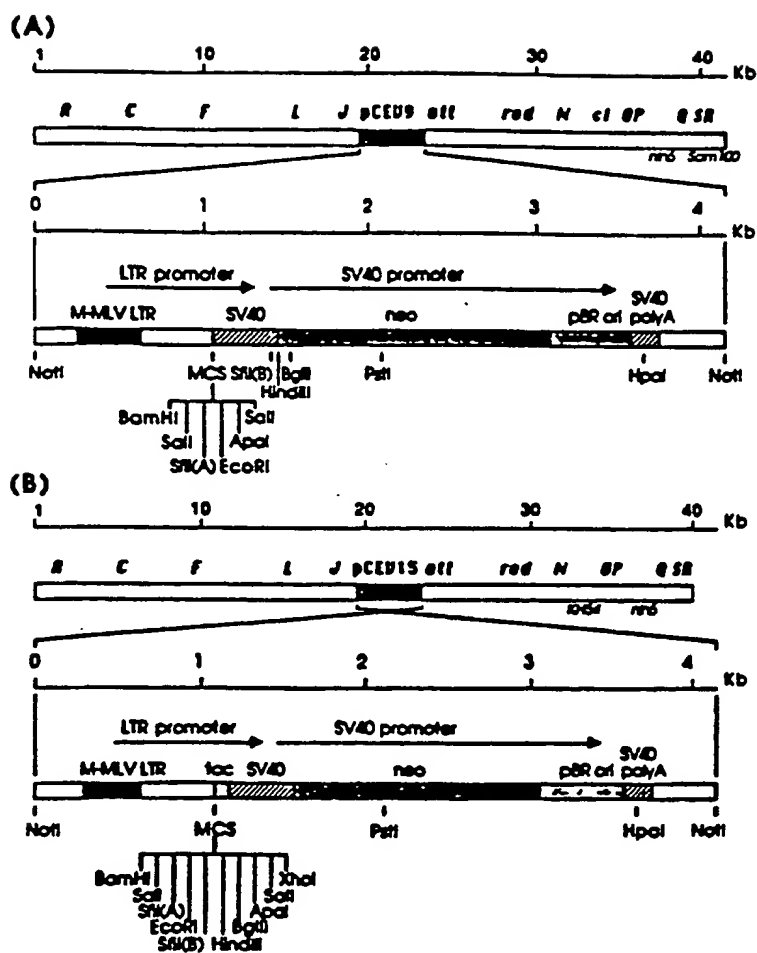 (A)
1 10 20 30 40 Kb
R C F L J pCEV9 att red N cI OP Q SR
nin5 Sam100
0 1 2 3 4 Kb
LTR promoter SV40 promoter
M-MLV LTR SV40 neo pBR ori SV40 polyA
NotI MCS SfiI(B) BglII PstI HpaI NotI
HindIII
BamHI SalI
SalI ApaI
SfiI(A) EcoRI
(B)
1 10 20 30 40 Kb
R C F L J pCEV15 att red N OP Q SR
nin5
0 1 2 3 4 Kb
LTR promoter SV40 promoter
M-MLV LTR tac SV40 neo pBR ori SV40 polyA
NotI MCS PstI HpaI NotI
BamHI XhoI
SalI SalI
SfiI(A) ApaI
EcoRI BglII
SfiI(B) HindIII